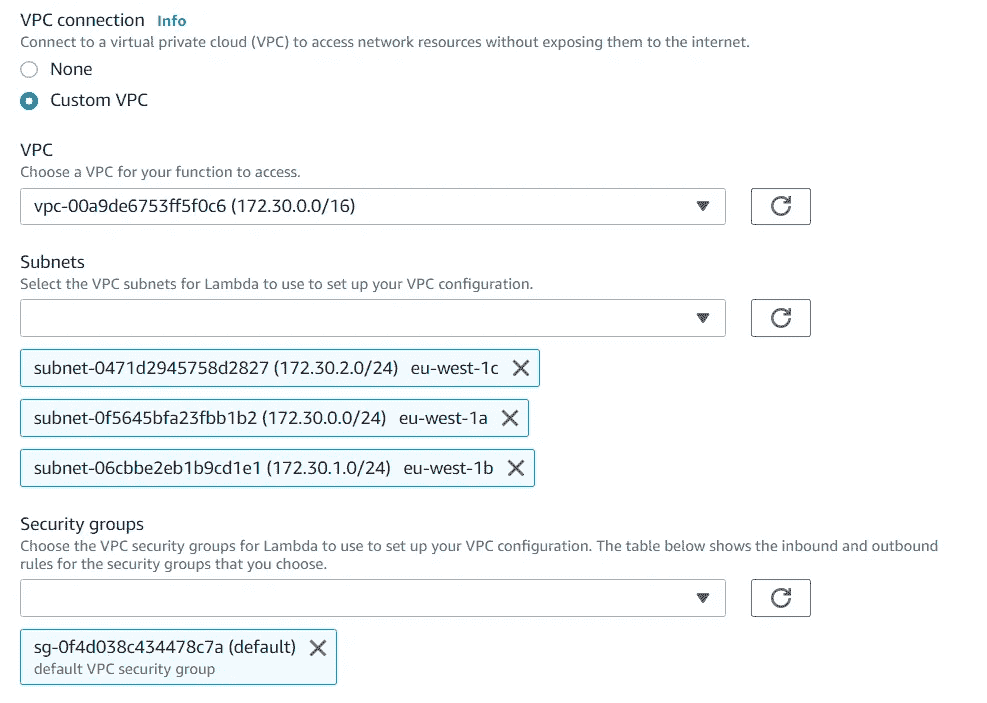 VPC connection Info
Connect to a virtual private cloud (VPC) to access network resources without exposing them to the internet.
None
Custom VPC
VPC
Choose a VPC for your function to access.
vpc-00a9de6753ff5f0c6 (172.30.0.0/16)
Subnets
Select the VPC subnets for Lambda to use to set up your VPC configuration.
subnet-0471d2945758d2827 (172.30.2.0/24) eu-west-1c
subnet-0f5645bfa23fbb1b2 (172.30.0.0/24) eu-west-1a
subnet-06cbbe2eb1b9cd1e1 (172.30.1.0/24) eu-west-1b
Security groups
Choose the VPC security groups for Lambda to use to set up your VPC configuration. The table below shows the inbound and outbound
rules for the security groups that you choose.
sg-0f4d038c434478c7a (default)
default VPC security group